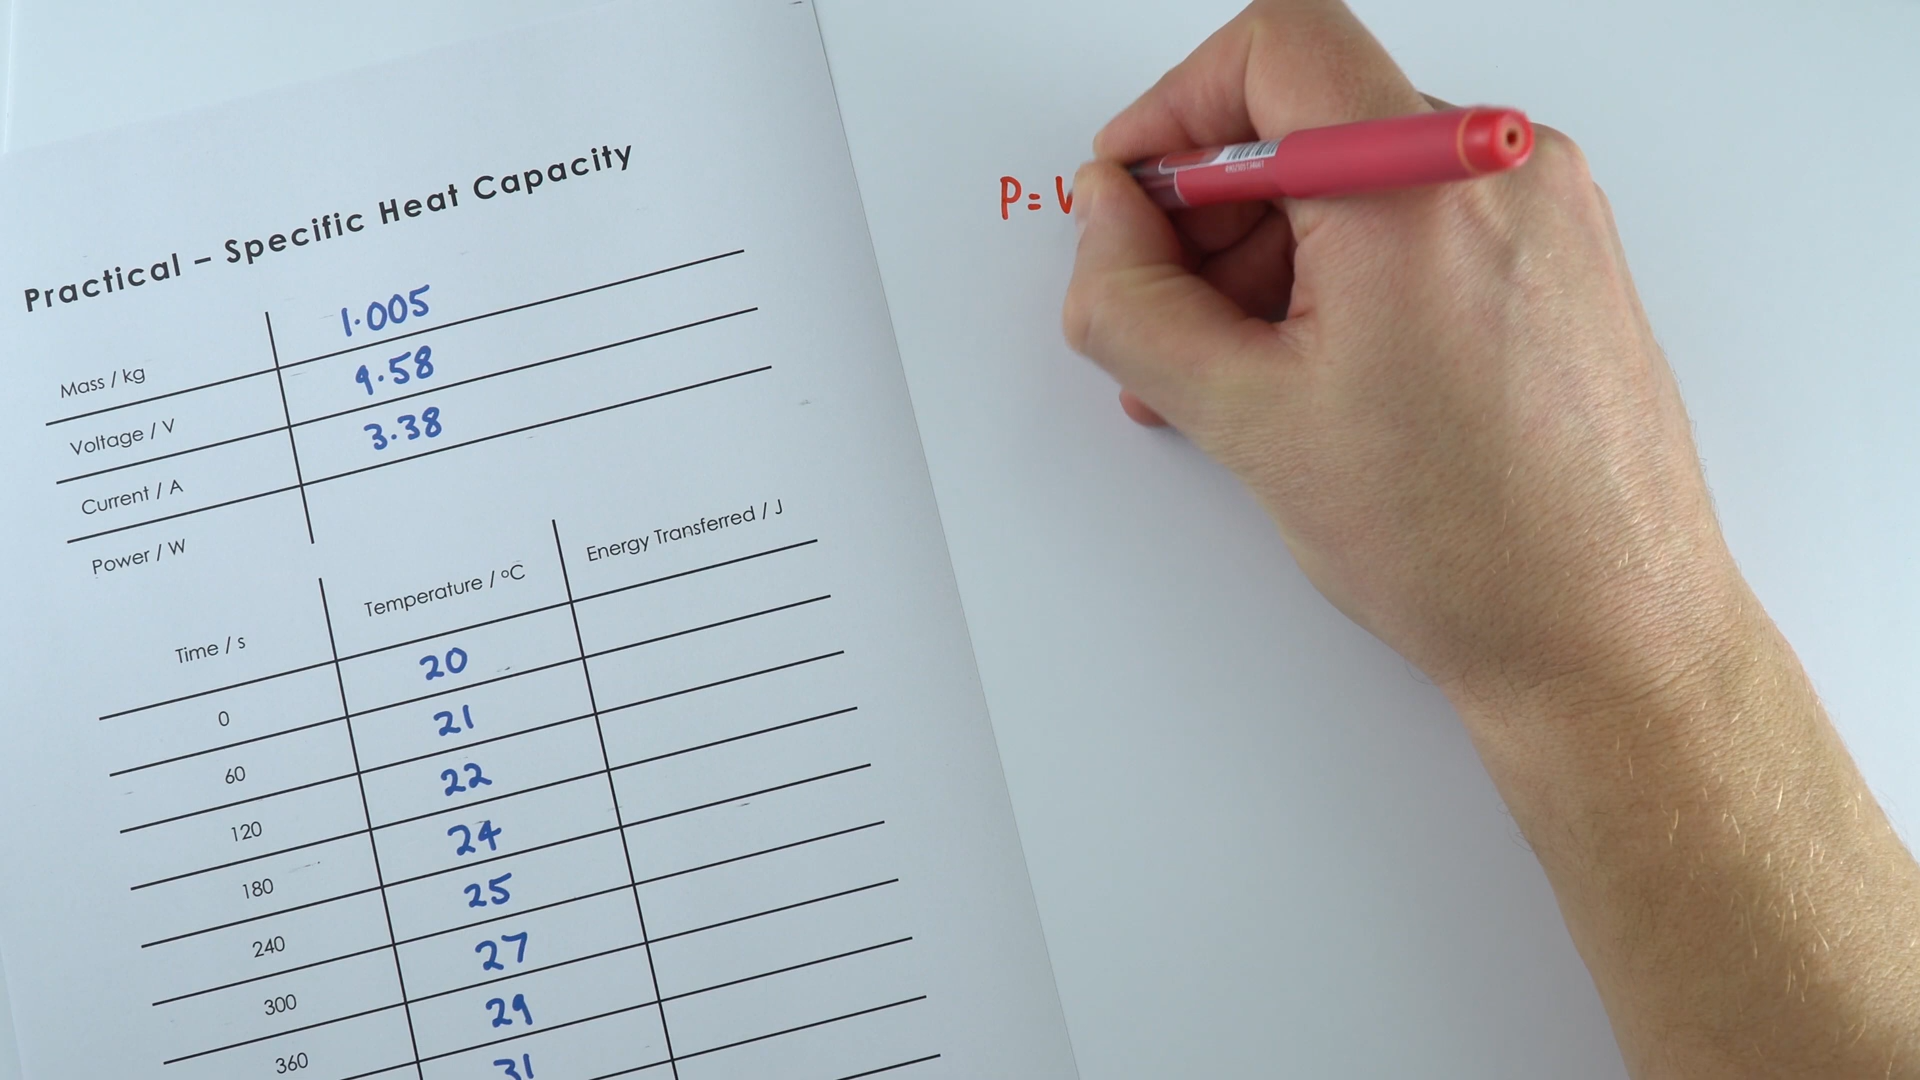 Practical – Specific Heat Capacity
Mass / kg 1.005
Voltage / V 9.58
Current / A 3.38
Power / W
Time / s Temperature / °C Energy Transferred / J
0 20
60 21
120 22
180 24
240 25
300 27
360 29
31
P = V